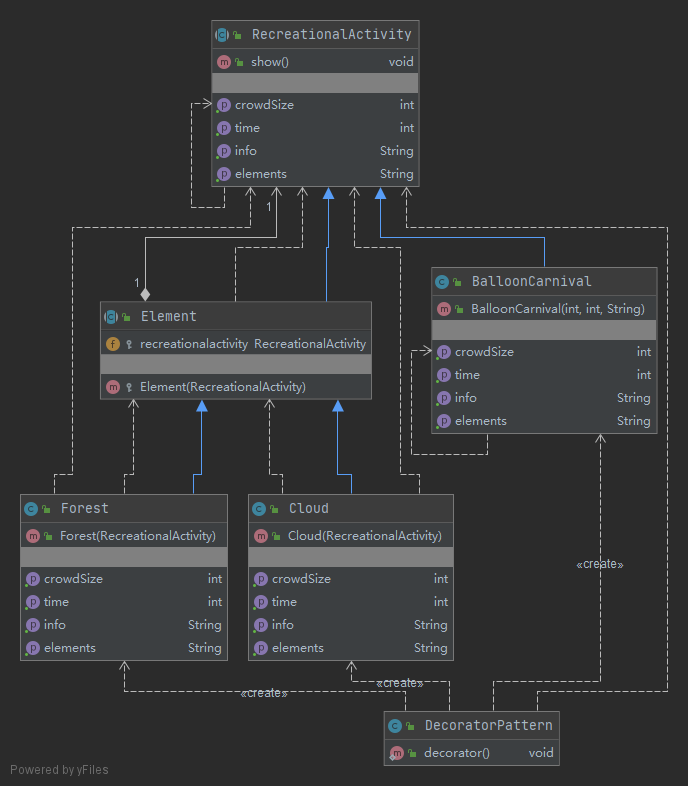 RecreationalActivity
show() void
crowdSize int
time int
info String
elements String
1
1
BalloonCarnival
BalloonCarnival(int, int, String)
crowdSize int
time int
info String
elements String
Element
recreationalactivity RecreationalActivity
Element(RecreationalActivity)
Forest
Forest(RecreationalActivity)
crowdSize int
time int
info String
elements String
Cloud
Cloud(RecreationalActivity)
crowdSize int
time int
info String
elements String
«create»
«create»
«create»
DecoratorPattern
decorator() void
Powered by yFiles